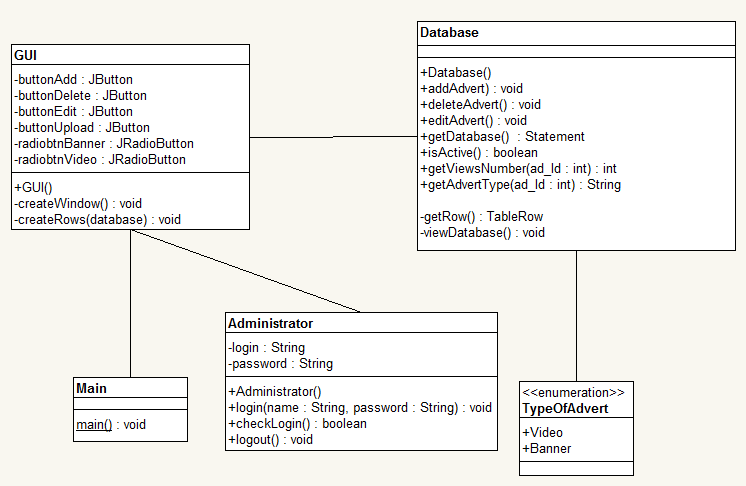 GUI
-buttonAdd : JButton
-buttonDelete : JButton
-buttonEdit : JButton
-buttonUpload : JButton
-radiobtnBanner : JRadioButton
-radiobtnVideo : JRadioButton
+GUI()
-createWindow() : void
-createRows(database) : void
Database
+Database()
+addAdvert) : void
+deleteAdvert() : void
+editAdvert() : void
+getDatabase() : Statement
+isActive() : boolean
+getViewsNumber(ad_Id : int) : int
+getAdvertType(ad_Id : int) : String
-getRow() : TableRow
-viewDatabase() : void
Administrator
-login : String
-password : String
+Administrator()
+login(name : String, password : String) : void
+checkLogin() : boolean
+logout() : void
Main
main() : void
<<enumeration>>
TypeOfAdvert
+Video
+Banner